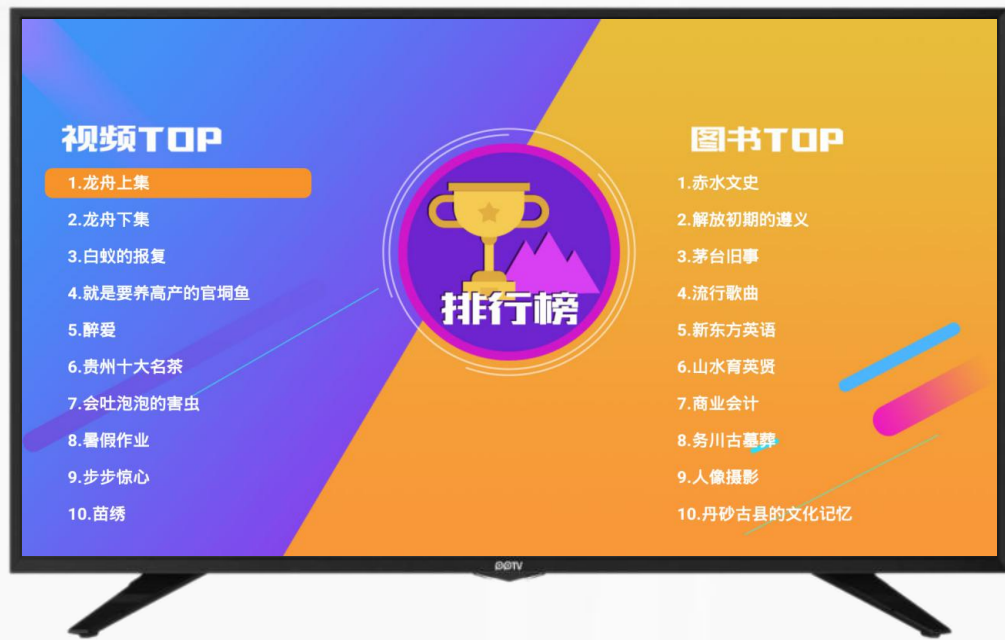 视频TOP
1.龙舟上集
2.龙舟下集
3.白蚁的报复
4.就是要养高产的官垌鱼
5.醉爱
6.贵州十大名茶
7.会吐泡泡的害虫
8.暑假作业
9.步步惊心
10.苗绣
排行榜
图书TOP
1.赤水文史
2.解放初期的遵义
3.茅台旧事
4.流行歌曲
5.新东方英语
6.山水育英贤
7.商业会计
8.务川古墓葬
9.人像摄影
10.丹砂古县的文化记忆
PPTV